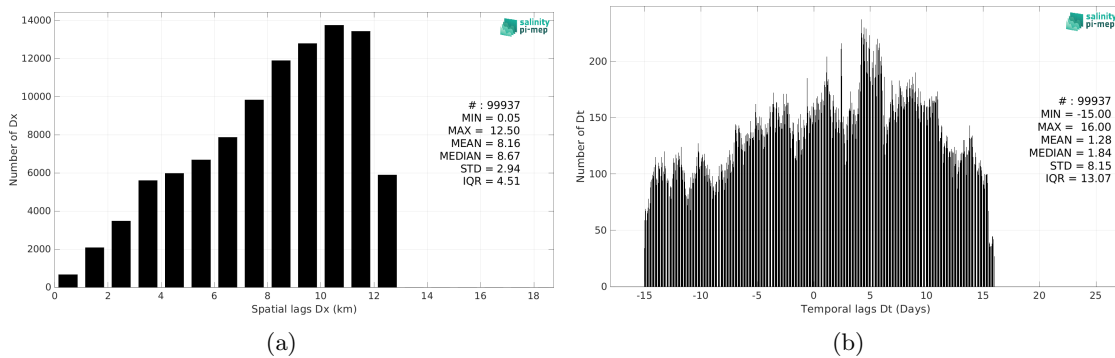 14000
12000
10000
8000
6000
4000
2000
0
Number of Dx
salinity
pi-mep
# : 99937
MIN = 0.05
MAX = 12.50
MEAN = 8.16
MEDIAN = 8.67
STD = 2.94
IQR = 4.51
0 2 4 6 8 10 12 14 16 18
Spatial lags Dx (km)
(a)
200
150
100
50
0
Number of Dt
salinity
pi-mep
# : 99937
MIN = -15.00
MAX = 16.00
MEAN = 1.28
MEDIAN = 1.84
STD = 8.15
IQR = 13.07
-15 -10 -5 0 5 10 15 20 25
Temporal lags Dt (Days)
(b)